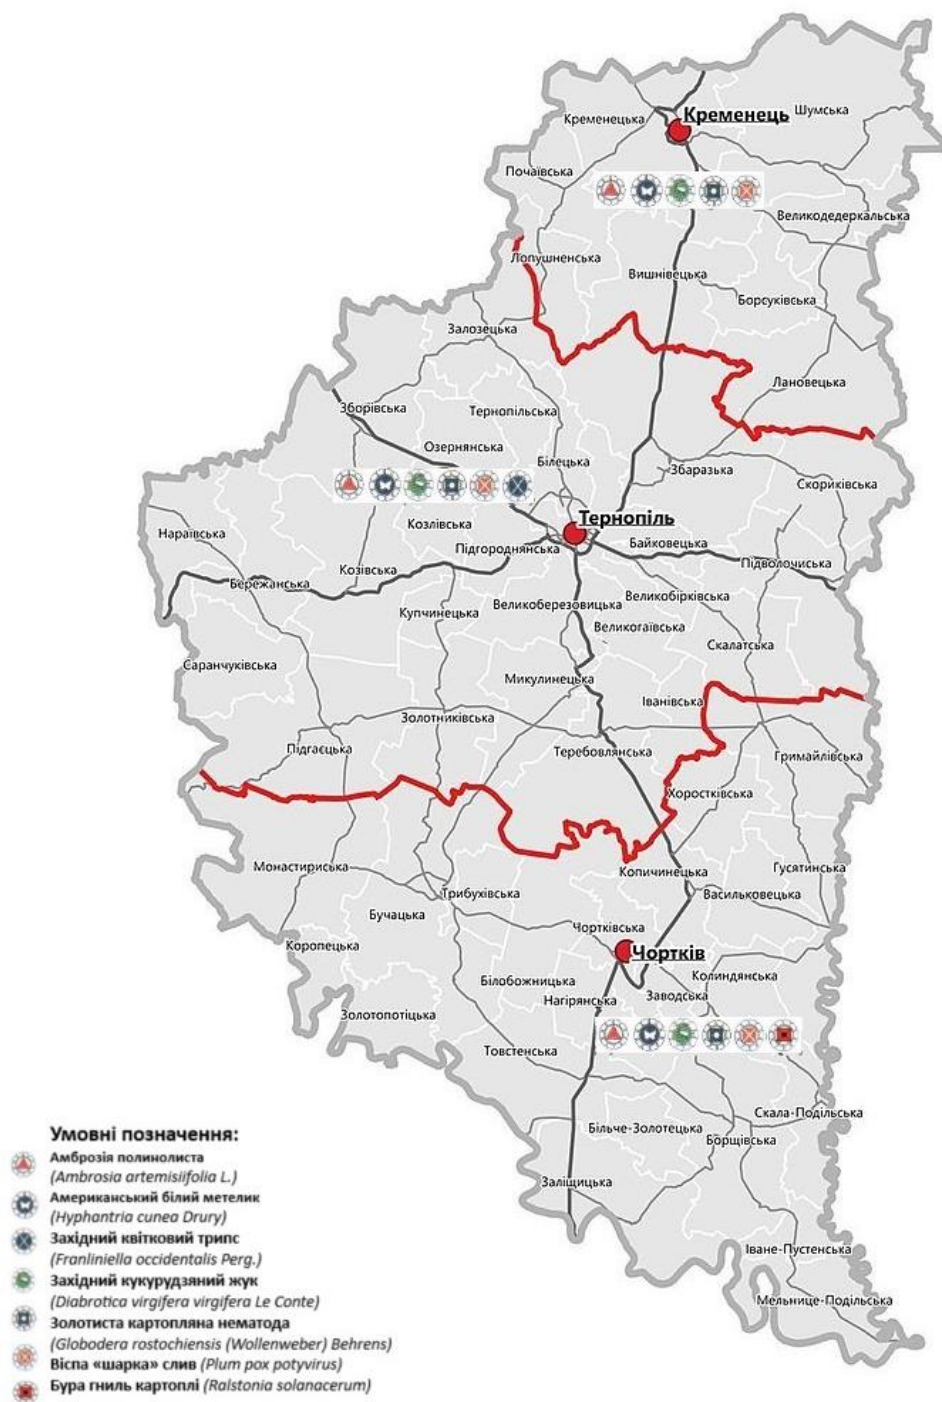 Кременець
Шумська
Кременецька
Почаївська
Великодедеркальська
Лопушненська
Вишнівецька
Борсуківська
Залозецька
Лановецька
Зборівська
Тернопільська
Озернянська
Білецька
Збаразька
Скориківська
Тернопіль
Козлівська
Нараївська
Підгороднянська
Байковецька
Підволочиська
Козівська
Бережанська
Великобірківська
Великоберезовицька
Купчинецька
Великогаївська
Скалатська
Саранчуківська
Микулинецька
Іванівська
Золотниківська
Підгаєцька
Теребовлянська
Гримайлівська
Хоростківська
Монастириська
Копичинецька
Гусятинська
Трибухівська
Васильковецька
Бучацька
Чортківська
Коропецька
Чортків
Білобожницька
Колиндянська
Нагірянська
Заводська
Золотопотіцька
Товстенська
Скала-Подільська
Більче-Золотецька
Борщівська
Заліщицька
Іване-Пустенська
Мельнице-Подільська
Умовні позначення:
Амброзія полинолиста
(Ambrosia artemisiifolia L.)
Американський білий метелик
(Hyphantria cunea Drury)
Західний квітковий трипс
(Franliniella occidentalis Perg.)
Західний кукурудзяний жук
(Diabrotica virgifera virgifera Le Conte)
Золотиста картопляна нематода
(Globodera rostochiensis (Wollenweber) Behrens)
Віспа «шарка» слив (Plum pox potyvirus)
Бура гниль картоплі (Ralstonia solanacerum)